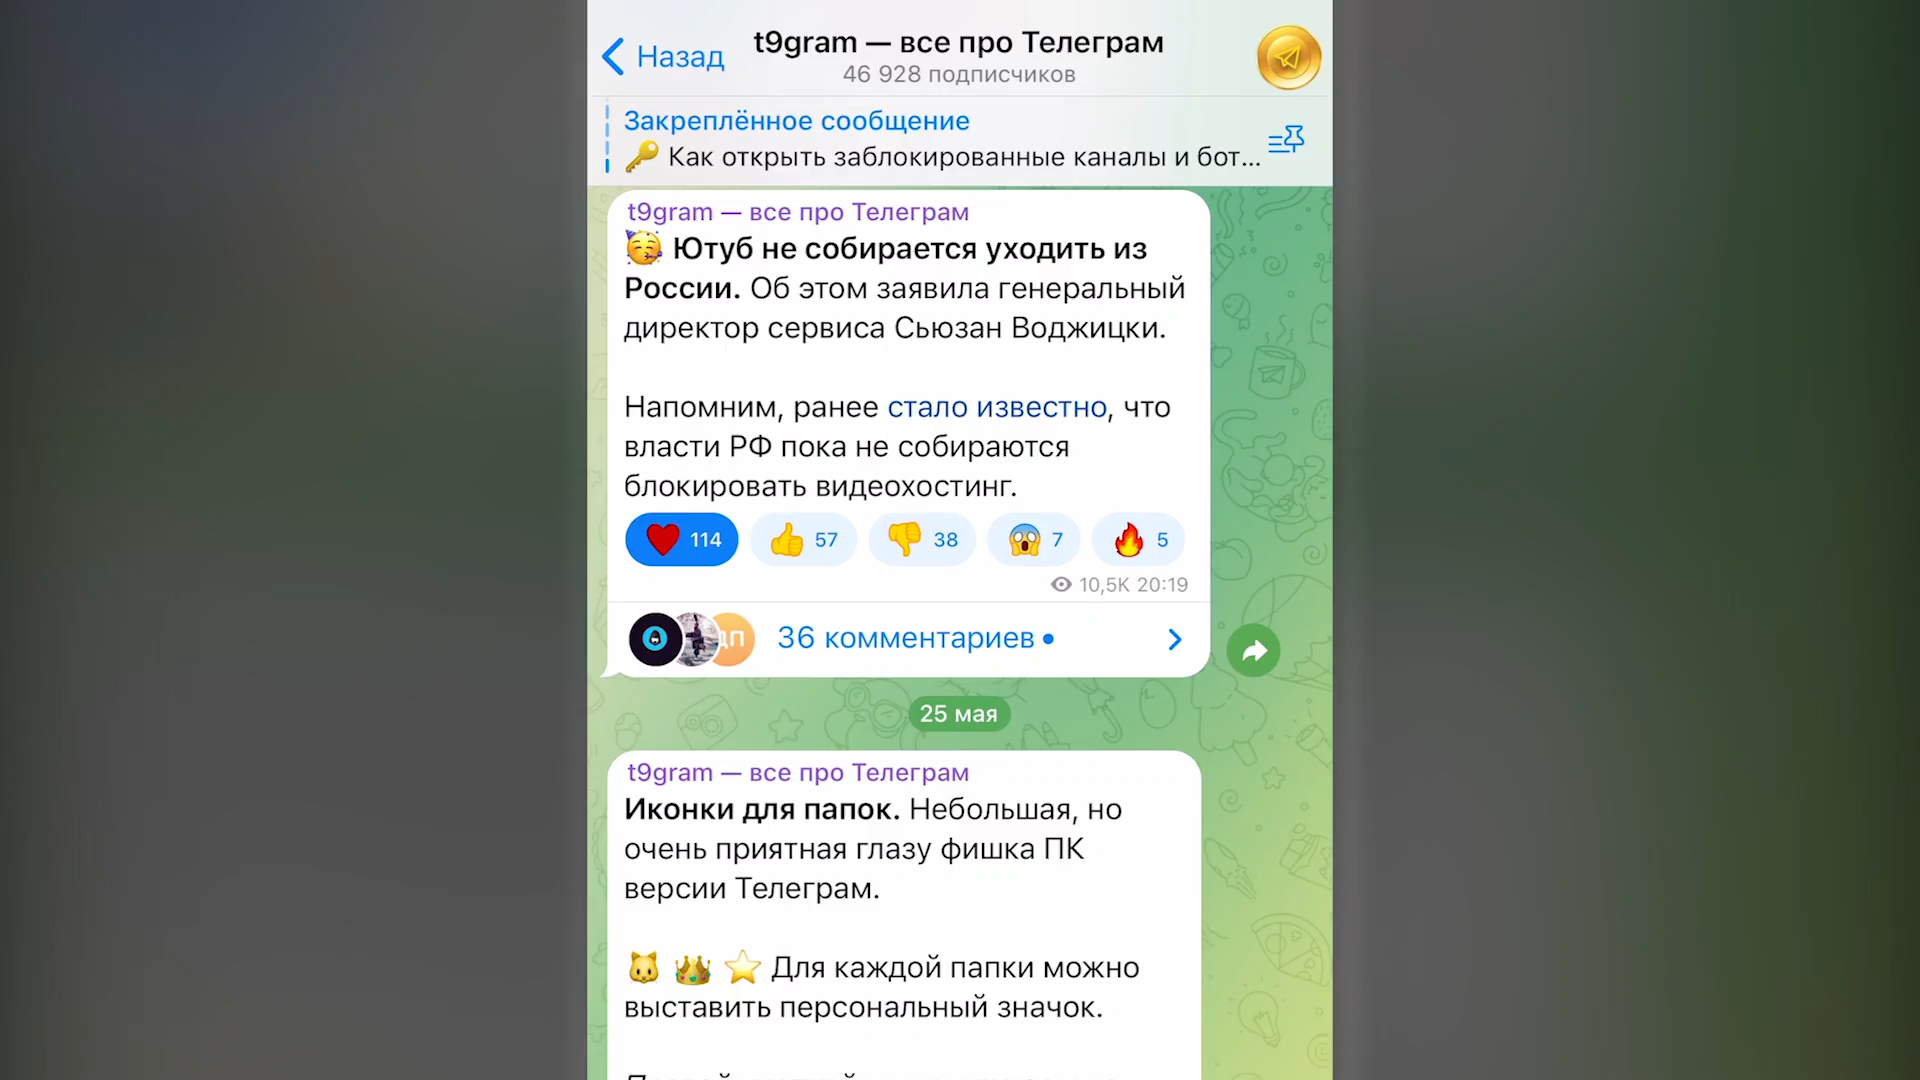 Назад
t9gram — все про Телеграм
46 928 подписчиков
Закреплённое сообщение
🔑 Как открыть заблокированные каналы и бот...
t9gram — все про Телеграм
🥳 Ютуб не собирается уходить из
России. Об этом заявила генеральный
директор сервиса Сьюзан Воджицки.
Напомним, ранее стало известно, что
власти РФ пока не собираются
блокировать видеохостинг.
❤️ 114 👍 57 👎 38 😱 7 🔥 5
10,5K 20:19
ДП
36 комментариев •
25 мая
t9gram — все про Телеграм
Иконки для папок. Небольшая, но
очень приятная глазу фишка ПК
версии Телеграм.
🐱 👑 ⭐ Для каждой папки можно
выставить персональный значок.